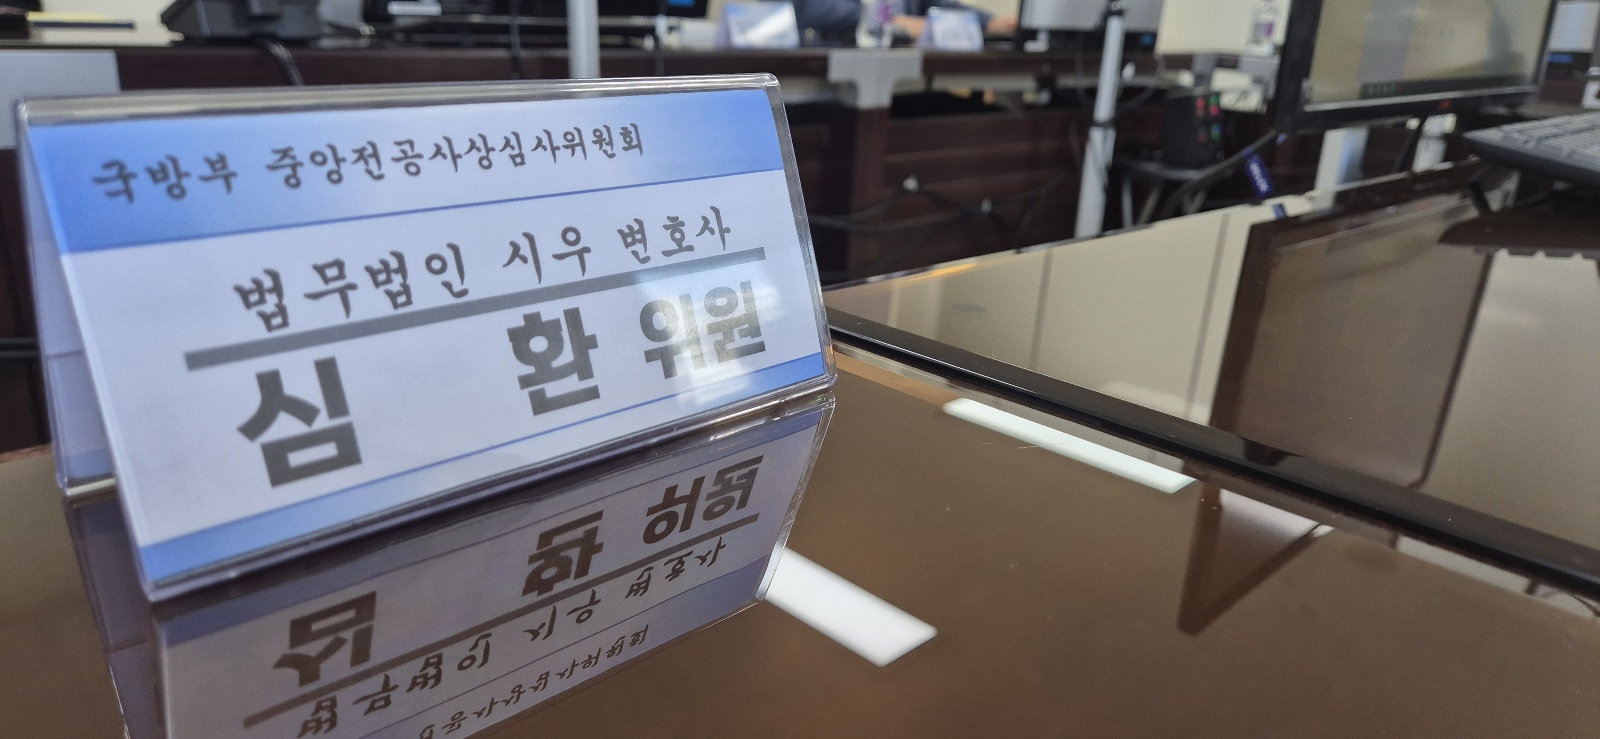 국방부 중앙전공사상심사위원회
법무법인 시우 변호사
심 환 위원